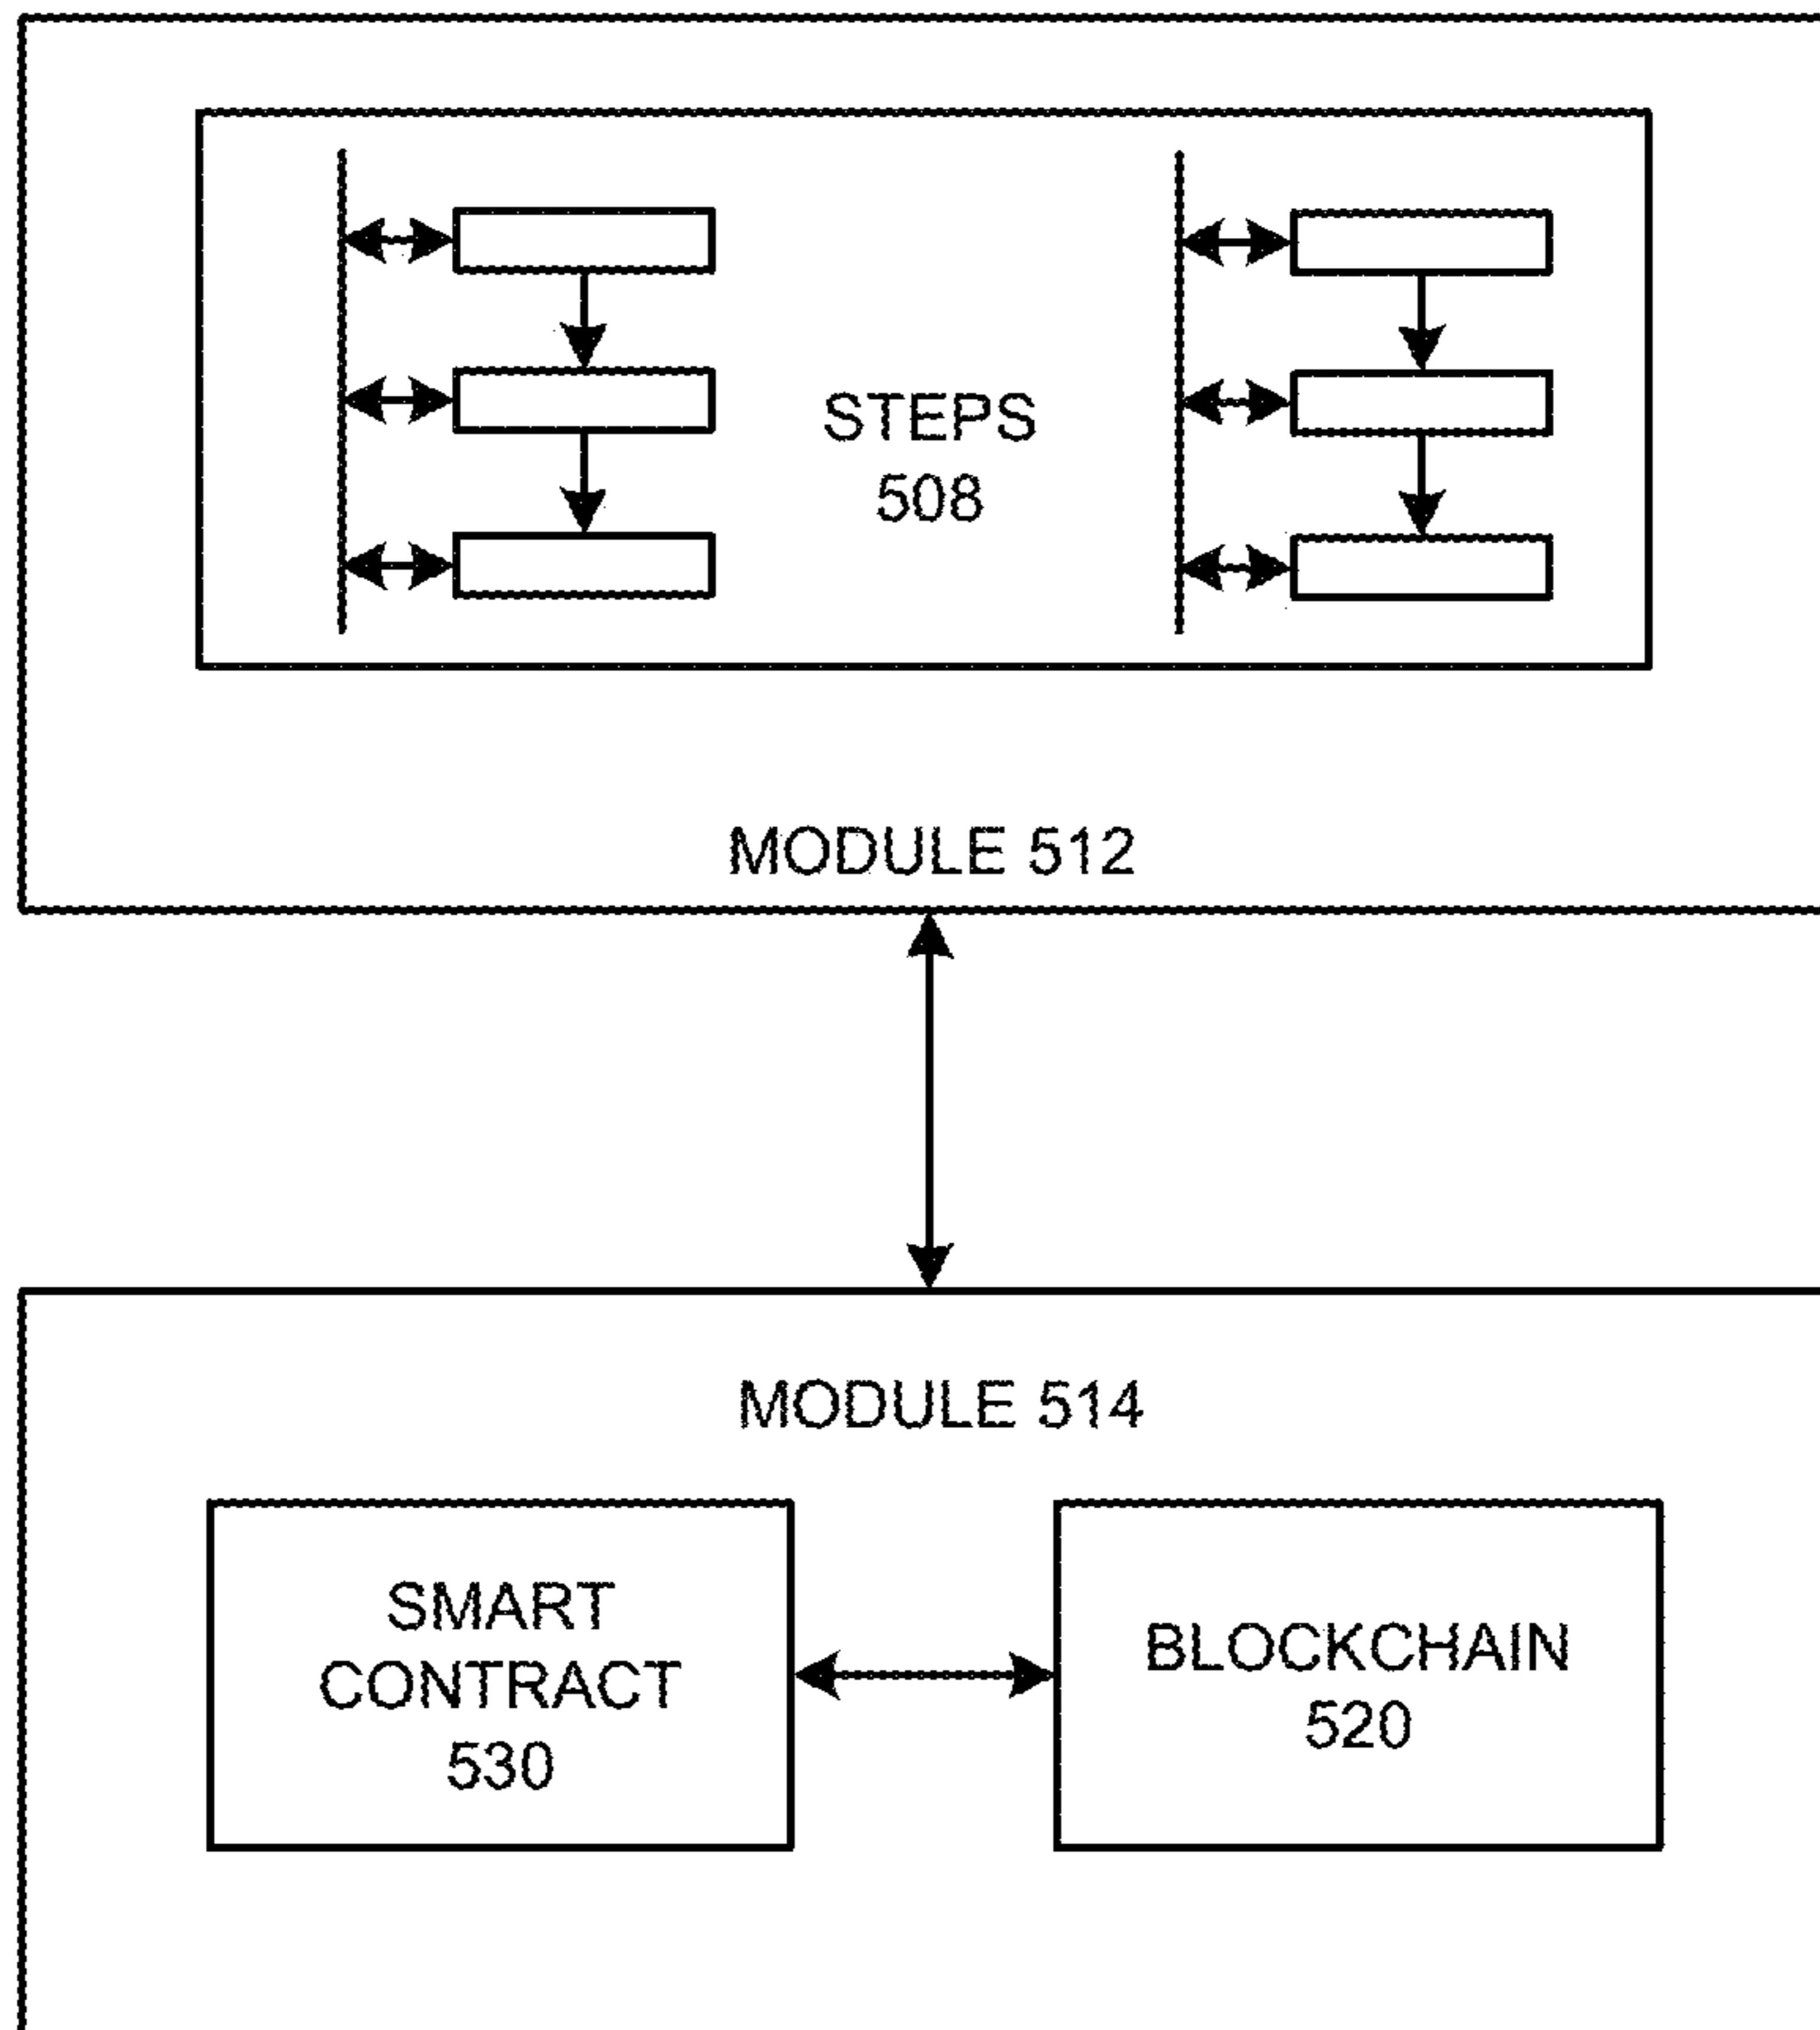 STEPS
508
MODULE 512
MODULE 514
SMART
CONTRACT
530
BLOCKCHAIN
520